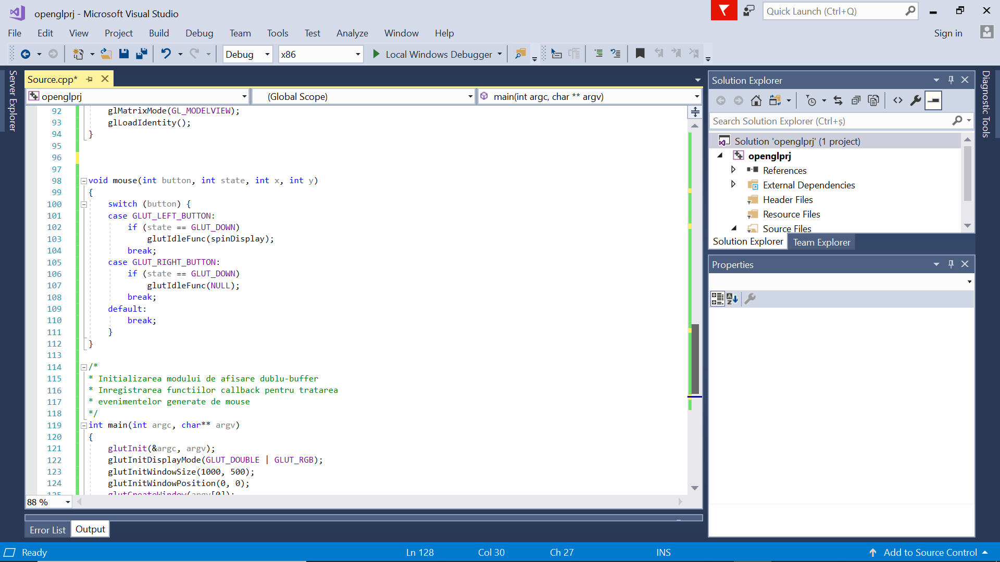 openglprj - Microsoft Visual Studio
Quick Launch (Ctrl+Q)
File Edit View Project Build Debug Team Tools Test Analyze Window Help
Sign in
Debug
x86
Local Windows Debugger
Server Explorer
Source.cpp*
openglprj
(Global Scope)
main(int argc, char ** argv)
92 glMatrixMode(GL_MODELVIEW);
93 glLoadIdentity();
94 }
95
96
97
98 void mouse(int button, int state, int x, int y)
99 {
100 switch (button) {
101 case GLUT_LEFT_BUTTON:
102 if (state == GLUT_DOWN)
103 glutIdleFunc(spinDisplay);
104 break;
105 case GLUT_RIGHT_BUTTON:
106 if (state == GLUT_DOWN)
107 glutIdleFunc(NULL);
108 break;
109 default:
110 break;
111 }
112 }
113
114 /*
115 * Initializarea modului de afisare dublu-buffer
116 * Inregistrarea functiilor callback pentru tratarea
117 * evenimentelor generate de mouse
118 */
119 int main(int argc, char** argv)
120 {
121 glutInit(&argc, argv);
122 glutInitDisplayMode(GLUT_DOUBLE | GLUT_RGB);
123 glutInitWindowSize(1000, 500);
124 glutInitWindowPosition(0, 0);
125 glutCreateWindow(argv[0]);
88 %
Error List
Output
Solution Explorer
Search Solution Explorer (Ctrl+ș)
Solution 'openglprj' (1 project)
openglprj
References
External Dependencies
Header Files
Resource Files
Source Files
Solution Explorer
Team Explorer
Properties
Diagnostic Tools
Ready
Ln 128
Col 30
Ch 27
INS
Add to Source Control